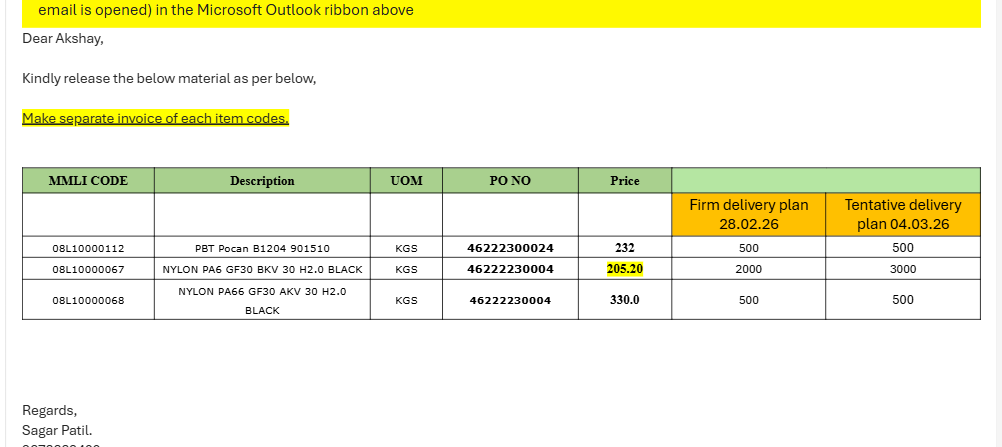 email is opened) in the Microsoft Outlook ribbon above
Dear Akshay,
Kindly release the below material as per below,
Make separate invoice of each item codes.
MMLI CODE Description UOM PO NO Price
Firm delivery plan 28.02.26 Tentative delivery plan 04.03.26
08L10000112 PBT Pocan B1204 901510 KGS 46222300024 232 500 500
08L10000067 NYLON PA6 GF30 BKV 30 H2.0 BLACK KGS 46222230004 205.20 2000 3000
08L10000068 NYLON PA66 GF30 AKV 30 H2.0 BLACK KGS 46222230004 330.0 500 500
Regards,
Sagar Patil.